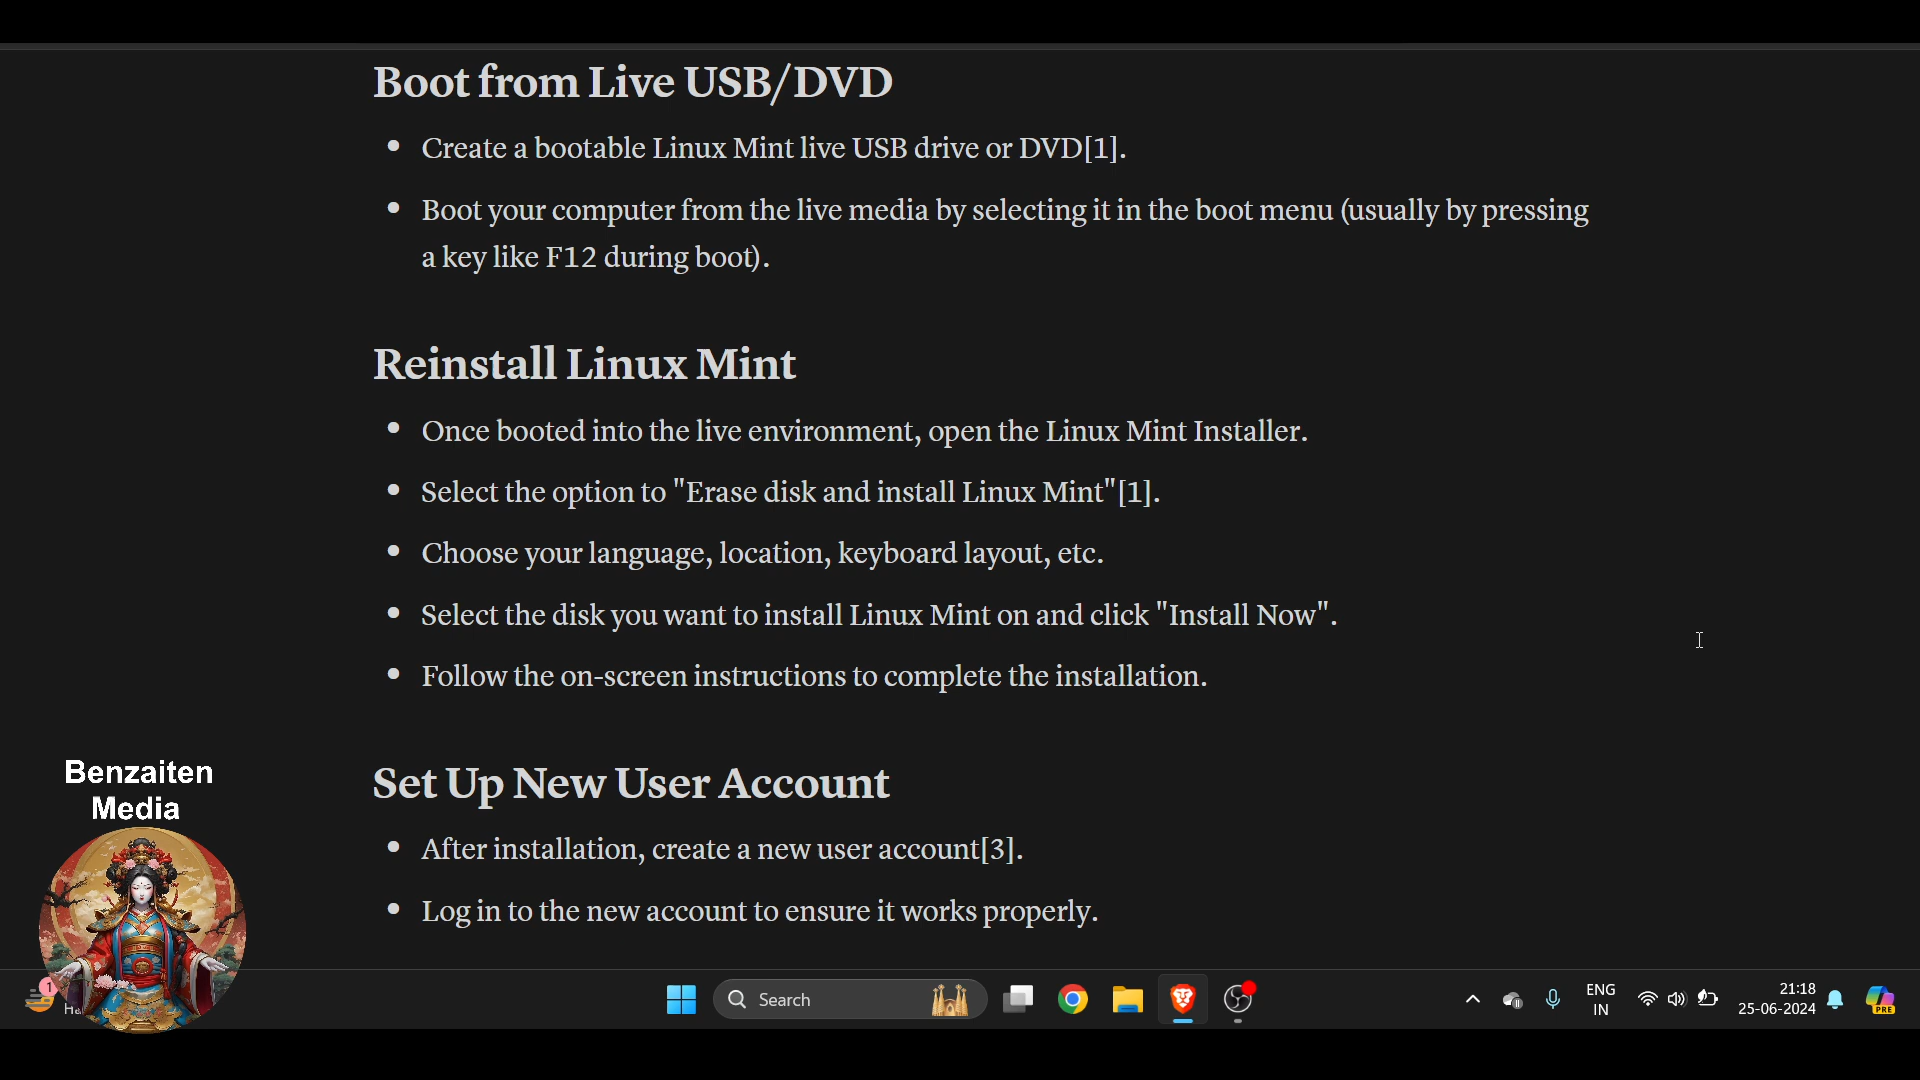 Boot from Live USB/DVD
• Create a bootable Linux Mint live USB drive or DVD[1].
• Boot your computer from the live media by selecting it in the boot menu (usually by pressing
a key like F12 during boot).
Reinstall Linux Mint
• Once booted into the live environment, open the Linux Mint Installer.
• Select the option to "Erase disk and install Linux Mint"[1].
• Choose your language, location, keyboard layout, etc.
• Select the disk you want to install Linux Mint on and click "Install Now".
• Follow the on-screen instructions to complete the installation.
Set Up New User Account
• After installation, create a new user account[3].
• Log in to the new account to ensure it works properly.
Benzaiten
Media
1
Search
ENG
IN
21:18
25-06-2024
PRE